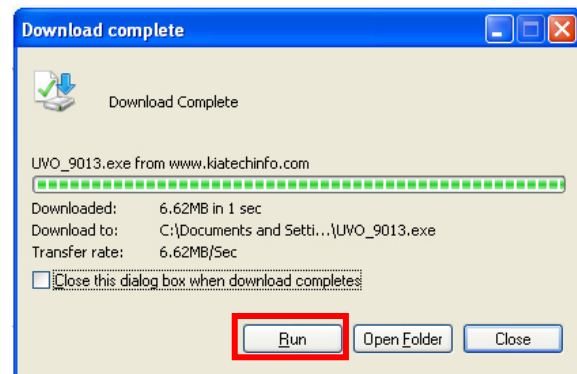 Download complete
Download Complete
UVO_9013.exe from www.kiatechinfo.com
Downloaded: 6.62MB in 1 sec
Download to: C:\Documents and Setti...\UVO_9013.exe
Transfer rate: 6.62MB/Sec
Close this dialog box when download completes
Run Open Folder Close